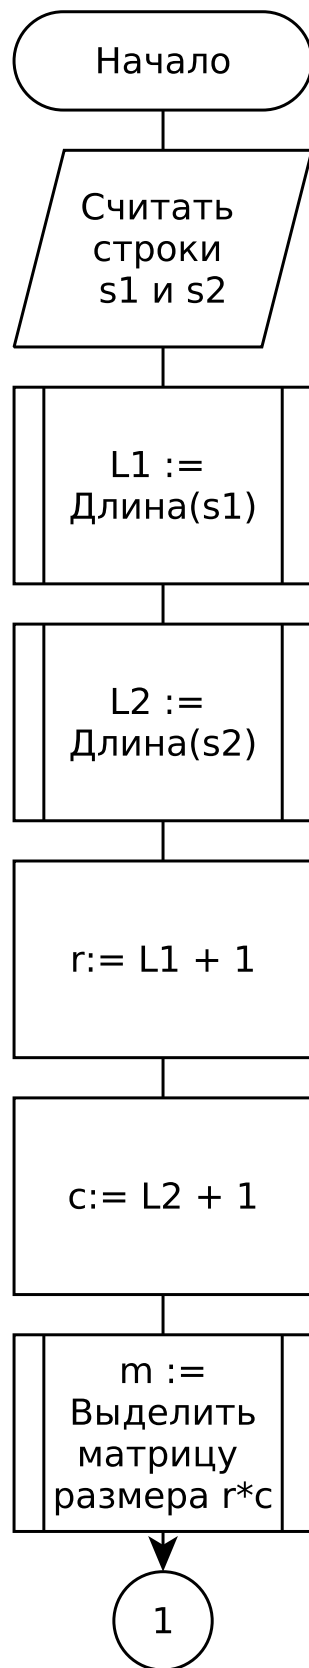 Начало
Считать
строки
s1 и s2
L1 :=
Длина(s1)
L2 :=
Длина(s2)
r:= L1 + 1
c:= L2 + 1
m :=
Выделить
матрицу
размера r*c
1